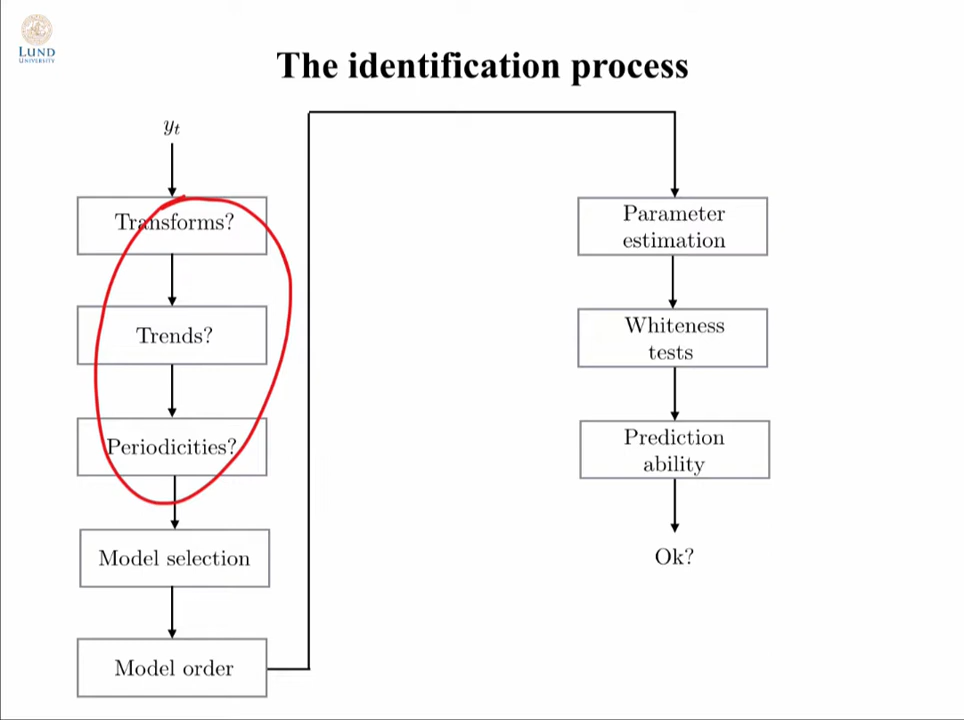 LUND
UNIVERSITY
The identification process
yt
Transforms?
Trends?
Periodicities?
Model selection
Model order
Parameter
estimation
Whiteness
tests
Prediction
ability
Ok?